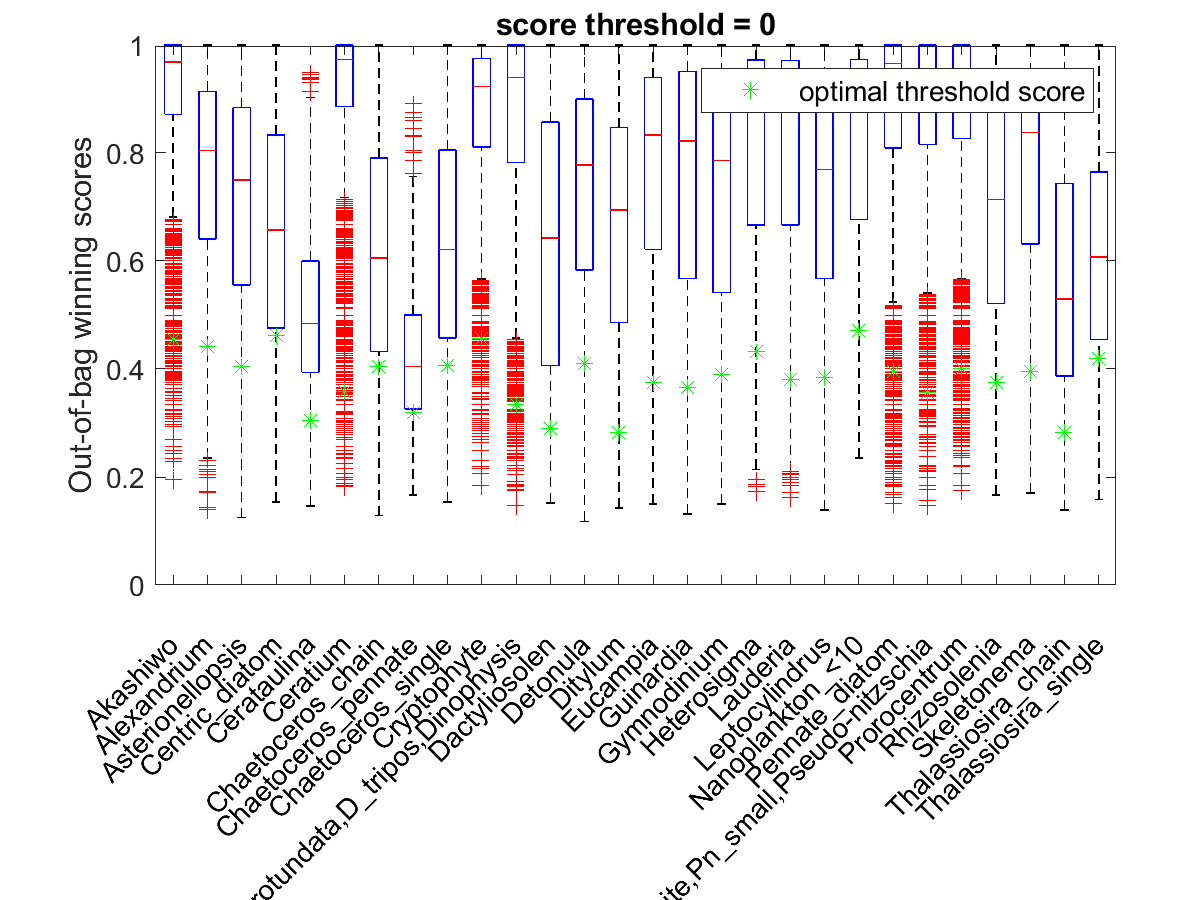 score threshold = 0
optimal threshold score
Out-of-bag winning scores
1
0.8
0.6
0.4
0.2
0
Akashiwo
Alexandrium
Asterionellopsis
Centric_diatom
Cerataulina
Ceratium
Chaetoceros_chain
Chaetoceros_pennate
Chaetoceros_single
Cryptophyte
rotundata,D_tripos,Dinophysis
Dactyliosolen
Detonula
Ditylum
Eucampia
Guinardia
Gymnodinium
Heterosigma
Lauderia
Leptocylindrus
Nanoplankton_<10
Pennate_diatom
ite,Pn_small,Pseudo-nitzschia
Prorocentrum
Rhizosolenia
Skeletonema
Thalassiosira_chain
Thalassiosira_single